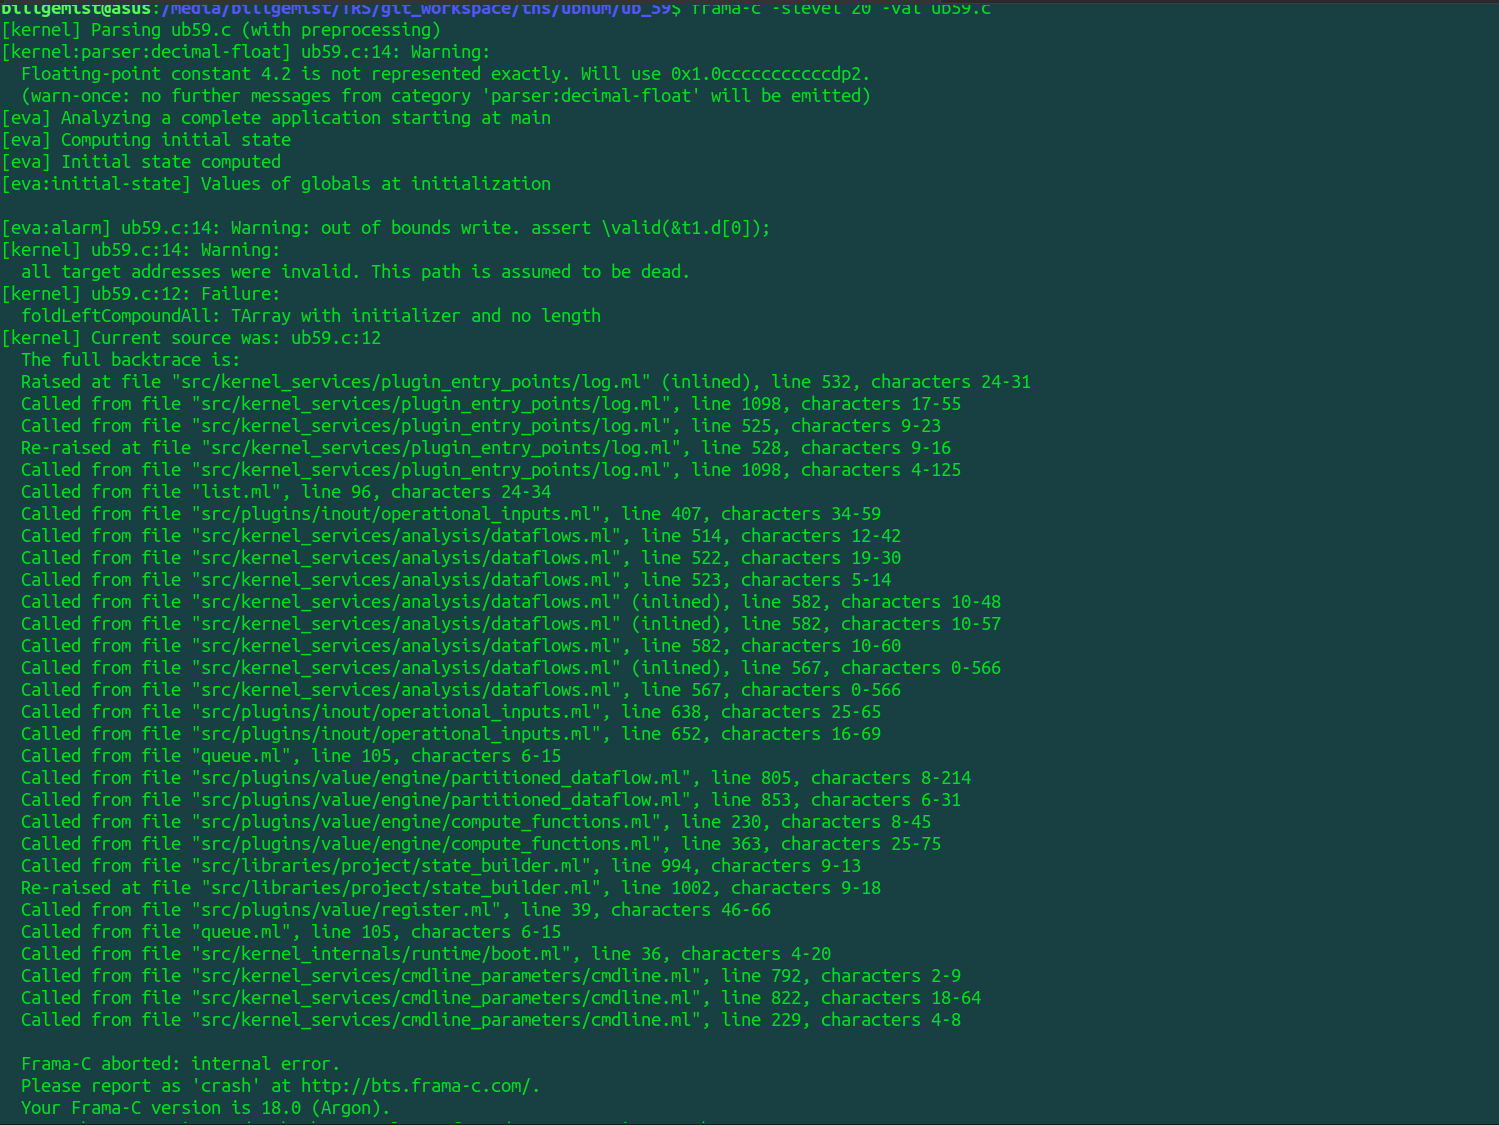 billgemist@asus:/media/billgemist/TRS/git_workspace/ths/ubnum/ub_59$ frama-c -slevel 20 -val ub59.c
[kernel] Parsing ub59.c (with preprocessing)
[kernel:parser:decimal-float] ub59.c:14: Warning:
  Floating-point constant 4.2 is not represented exactly. Will use 0x1.0cccccccccccdp2.
  (warn-once: no further messages from category 'parser:decimal-float' will be emitted)
[eva] Analyzing a complete application starting at main
[eva] Computing initial state
[eva] Initial state computed
[eva:initial-state] Values of globals at initialization
[eva:alarm] ub59.c:14: Warning: out of bounds write. assert \valid(&t1.d[0]);
[kernel] ub59.c:14: Warning:
  all target addresses were invalid. This path is assumed to be dead.
[kernel] ub59.c:12: Failure:
  foldLeftCompoundAll: TArray with initializer and no length
[kernel] Current source was: ub59.c:12
  The full backtrace is:
  Raised at file "src/kernel_services/plugin_entry_points/log.ml" (inlined), line 532, characters 24-31
  Called from file "src/kernel_services/plugin_entry_points/log.ml", line 1098, characters 17-55
  Called from file "src/kernel_services/plugin_entry_points/log.ml", line 525, characters 9-23
  Re-raised at file "src/kernel_services/plugin_entry_points/log.ml", line 528, characters 9-16
  Called from file "src/kernel_services/plugin_entry_points/log.ml", line 1098, characters 4-125
  Called from file "list.ml", line 96, characters 24-34
  Called from file "src/plugins/inout/operational_inputs.ml", line 407, characters 34-59
  Called from file "src/kernel_services/analysis/dataflows.ml", line 514, characters 12-42
  Called from file "src/kernel_services/analysis/dataflows.ml", line 522, characters 19-30
  Called from file "src/kernel_services/analysis/dataflows.ml", line 523, characters 5-14
  Called from file "src/kernel_services/analysis/dataflows.ml" (inlined), line 582, characters 10-48
  Called from file "src/kernel_services/analysis/dataflows.ml" (inlined), line 582, characters 10-57
  Called from file "src/kernel_services/analysis/dataflows.ml", line 582, characters 10-60
  Called from file "src/kernel_services/analysis/dataflows.ml" (inlined), line 567, characters 0-566
  Called from file "src/kernel_services/analysis/dataflows.ml", line 567, characters 0-566
  Called from file "src/plugins/inout/operational_inputs.ml", line 638, characters 25-65
  Called from file "src/plugins/inout/operational_inputs.ml", line 652, characters 16-69
  Called from file "queue.ml", line 105, characters 6-15
  Called from file "src/plugins/value/engine/partitioned_dataflow.ml", line 805, characters 8-214
  Called from file "src/plugins/value/engine/partitioned_dataflow.ml", line 853, characters 6-31
  Called from file "src/plugins/value/engine/compute_functions.ml", line 230, characters 8-45
  Called from file "src/plugins/value/engine/compute_functions.ml", line 363, characters 25-75
  Called from file "src/libraries/project/state_builder.ml", line 994, characters 9-13
  Re-raised at file "src/libraries/project/state_builder.ml", line 1002, characters 9-18
  Called from file "src/plugins/value/register.ml", line 39, characters 46-66
  Called from file "queue.ml", line 105, characters 6-15
  Called from file "src/kernel_internals/runtime/boot.ml", line 36, characters 4-20
  Called from file "src/kernel_services/cmdline_parameters/cmdline.ml", line 792, characters 2-9
  Called from file "src/kernel_services/cmdline_parameters/cmdline.ml", line 822, characters 18-64
  Called from file "src/kernel_services/cmdline_parameters/cmdline.ml", line 229, characters 4-8
  Frama-C aborted: internal error.
  Please report as 'crash' at http://bts.frama-c.com/.
  Your Frama-C version is 18.0 (Argon).